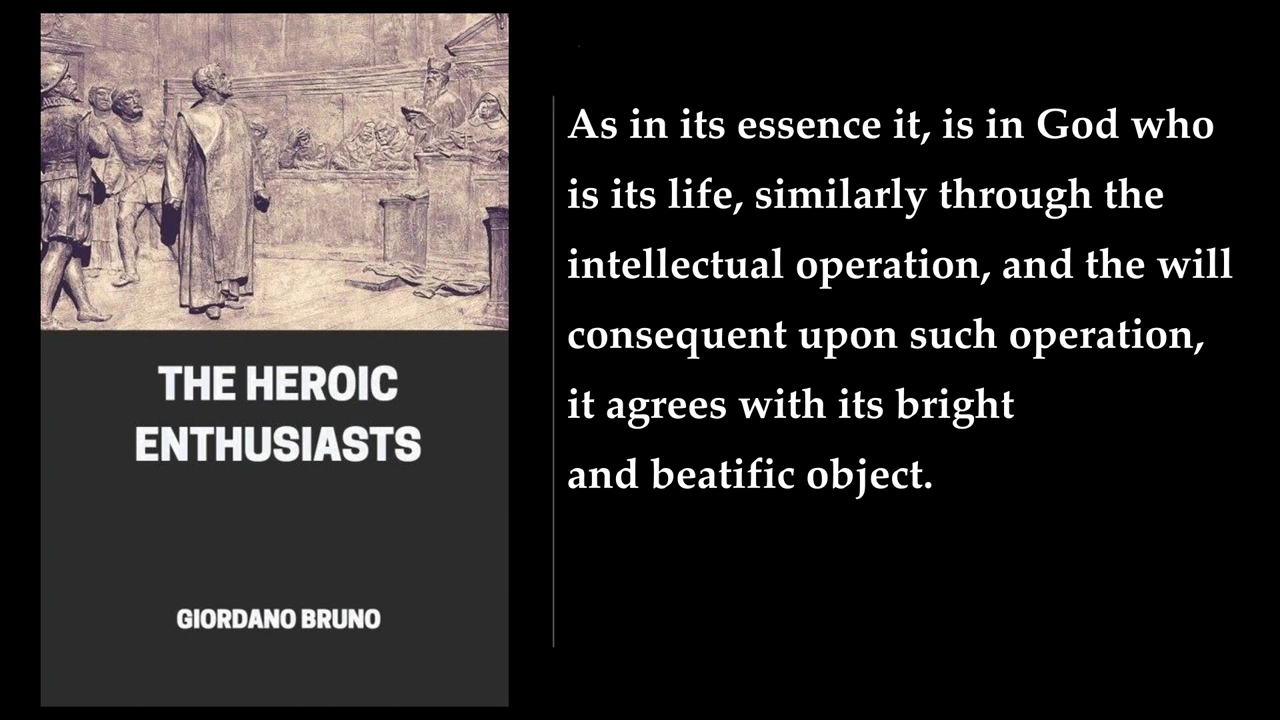 THE HEROIC
ENTHUSIASTS
GIORDANO BRUNO
As in its essence it, is in God who
is its life, similarly through the
intellectual operation, and the will
consequent upon such operation,
it agrees with its bright
and beatific object.